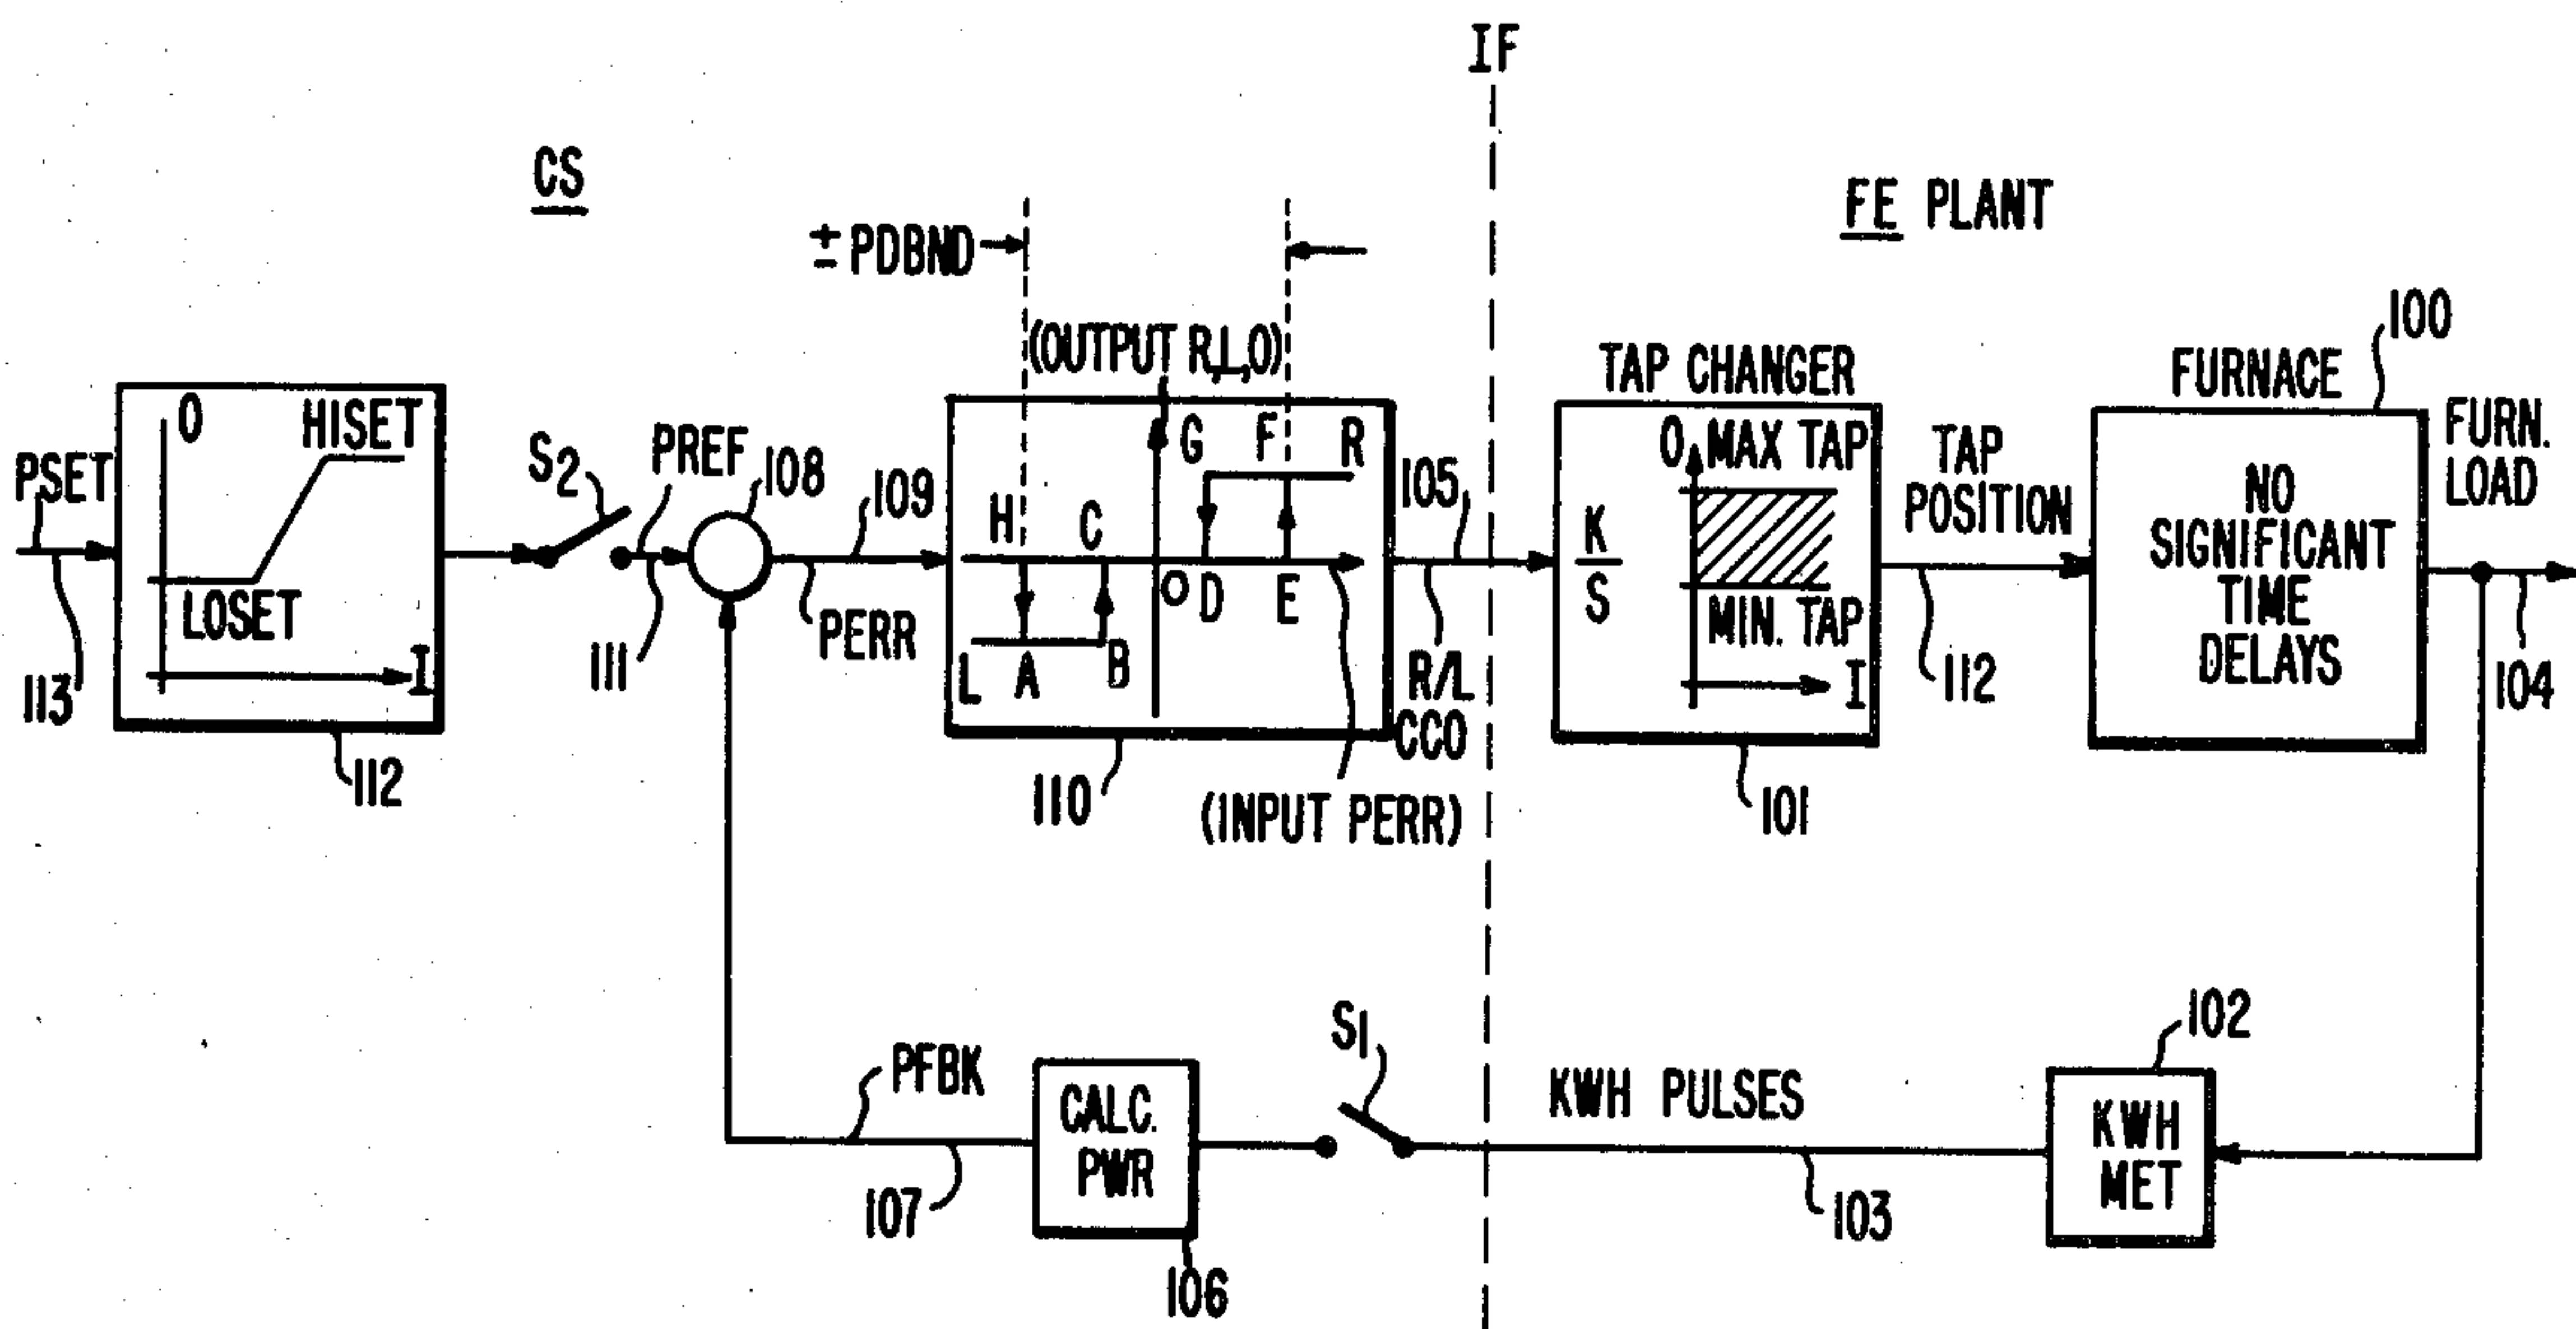 IF
CS
FE PLANT
± PDBND
(OUTPUT R,L,O)
100
TAP CHANGER
FURNACE
FURN.
LOAD
O
HISET
LOSET
I
PSET
113
112
S2
PREF
111
108
109
PERR
H
C
G
F
R
O
D
E
L
A
B
110
105
R/L
CCO
(INPUT PERR)
K
S
O
MAX TAP
MIN. TAP
I
101
TAP
POSITION
112
NO
SIGNIFICANT
TIME
DELAYS
104
PFBK
107
CALC.
PWR
106
S1
KWH PULSES
103
102
KWH
MET